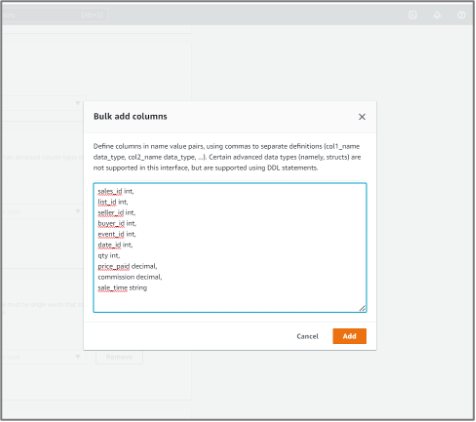 Bulk add columns
Define columns in name value pairs, using commas to separate definitions (col1_name
data_type, col2_name data_type, ...). Certain advanced data types (namely, structs) are
not supported in this interface, but are supported using DDL statements.
sales_id int,
list_id int,
seller_id int,
buyer_id int,
event_id int,
date_id int,
qty int,
price_paid decimal,
commission decimal,
sale_time string
Cancel
Add